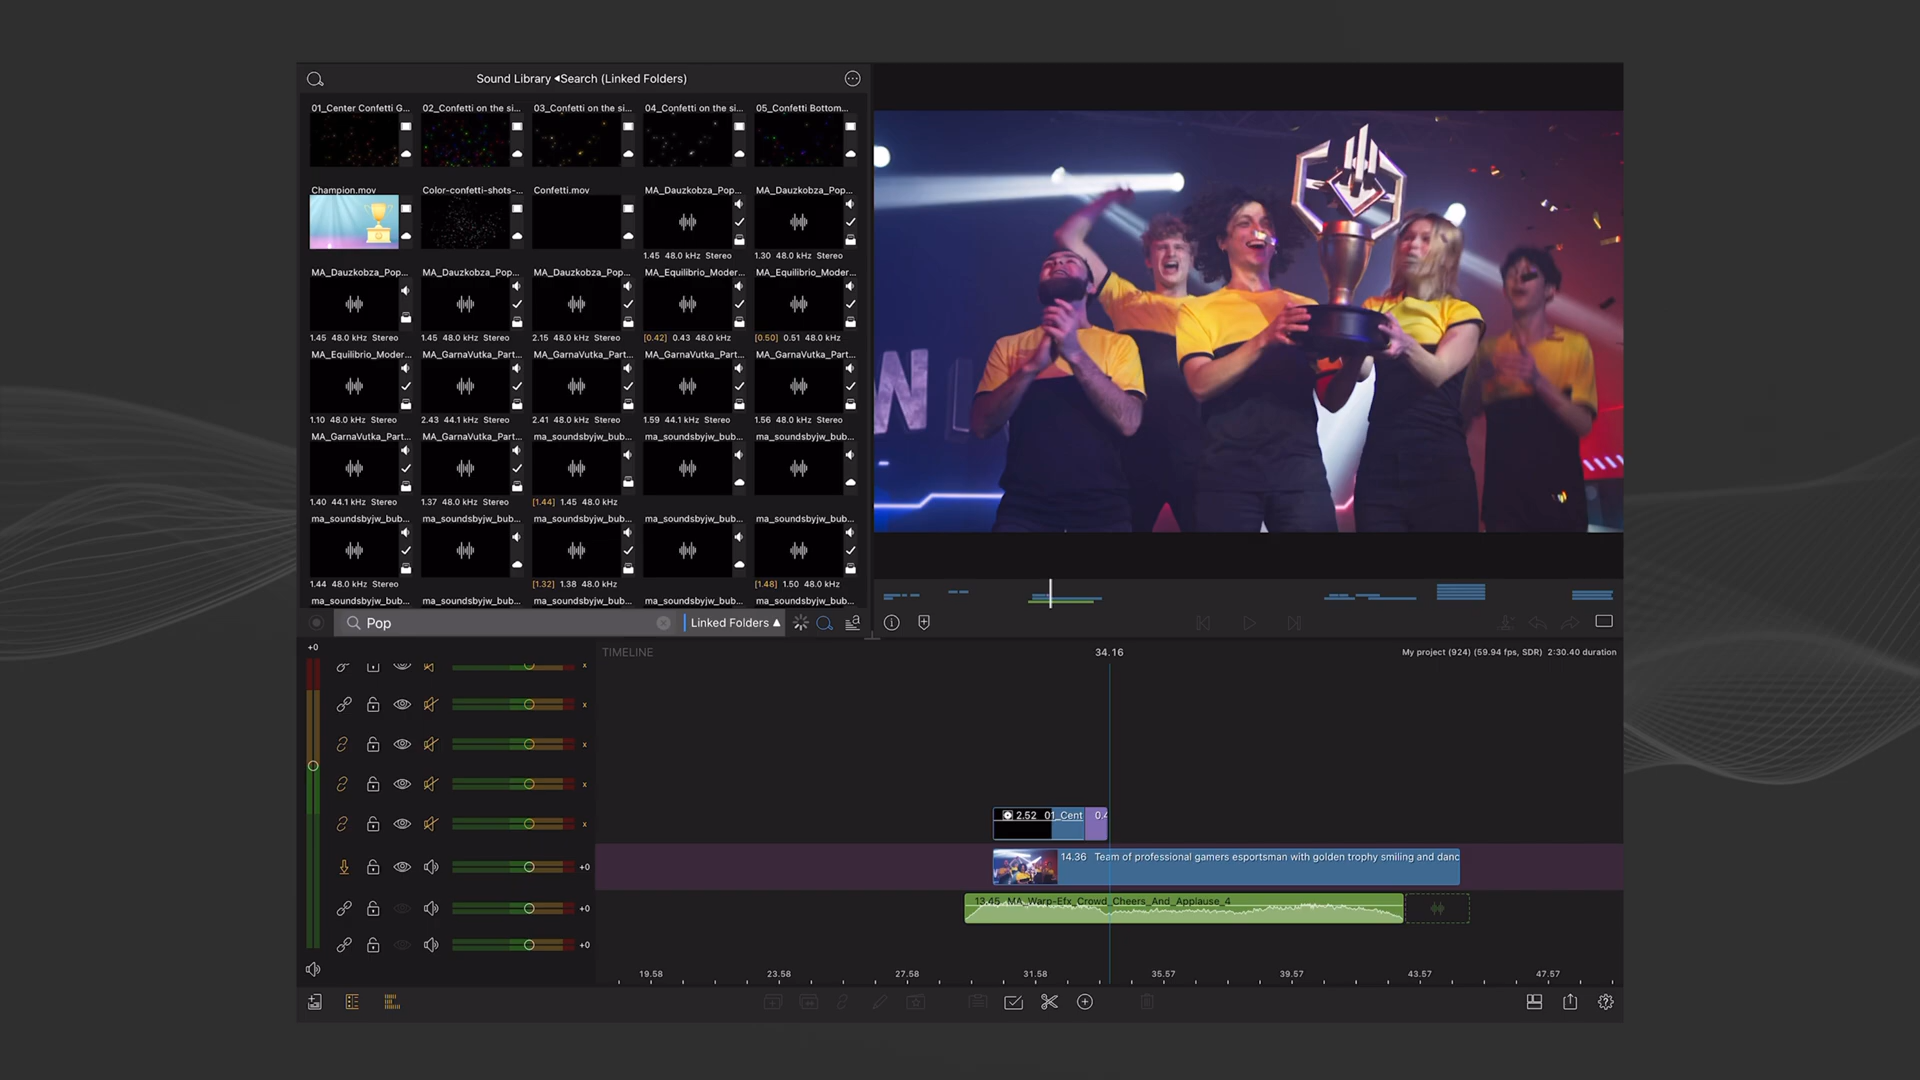 Sound Library ◂Search (Linked Folders)
01_Center Confetti G... 02_Confetti on the si... 03_Confetti on the si... 04_Confetti on the si... 05_Confetti Bottom...
Champion.mov Color-confetti-shots-... Confetti.mov MA_Dauzkobza_Pop... MA_Dauzkobza_Pop...
1.45 48.0 kHz Stereo 1.30 48.0 kHz Stereo
MA_Dauzkobza_Pop... MA_Dauzkobza_Pop... MA_Dauzkobza_Pop... MA_Equilibrio_Moder... MA_Equilibrio_Moder...
1.45 48.0 kHz Stereo 1.45 48.0 kHz Stereo 2.15 48.0 kHz Stereo [0.42] 0.43 48.0 kHz [0.50] 0.51 48.0 kHz
MA_Equilibrio_Moder... MA_GarnaVutka_Part... MA_GarnaVutka_Part... MA_GarnaVutka_Part... MA_GarnaVutka_Part...
1.10 48.0 kHz Stereo 2.43 44.1 kHz Stereo 2.41 48.0 kHz Stereo 1.59 44.1 kHz Stereo 1.56 48.0 kHz Stereo
MA_GarnaVutka_Part... MA_GarnaVutka_Part... ma_soundsbyjw_bub... ma_soundsbyjw_bub... ma_soundsbyjw_bub...
1.40 44.1 kHz Stereo 1.37 48.0 kHz Stereo [1.44] 1.45 48.0 kHz
ma_soundsbyjw_bub... ma_soundsbyjw_bub... ma_soundsbyjw_bub... ma_soundsbyjw_bub... ma_soundsbyjw_bub...
1.44 48.0 kHz Stereo [1.32] 1.38 48.0 kHz [1.48] 1.50 48.0 kHz
ma_soundsbyjw_bub... ma_soundsbyjw_bub... ma_soundsbyjw_bub... ma_soundsbyjw_bub... ma_soundsbyjw_bub...
Pop Linked Folders ▲
WI
+0
TIMELINE 34.16 My project (924) (59.94 fps, SDR) 2:30.40 duration
x
x
x
x
x
+0
+0
+0
2.52 01_Cent 0.4
14.36 Team of professional gamers esportsman with golden trophy smiling and danc
13.45 MA_Warp-Efx_Crowd_Cheers_And_Applause_4
19.58 23.58 27.58 31.58 35.57 39.57 43.57 47.57